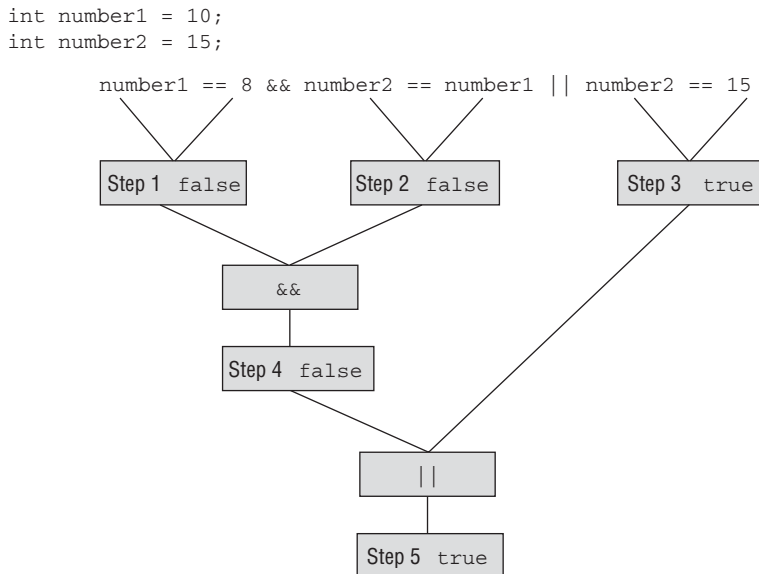 int number1 = 10;
int number2 = 15;
number1 == 8 && number2 == number1 || number2 == 15
Step 1 false
Step 2 false
Step 3 true
&&
Step 4 false
||
Step 5 true